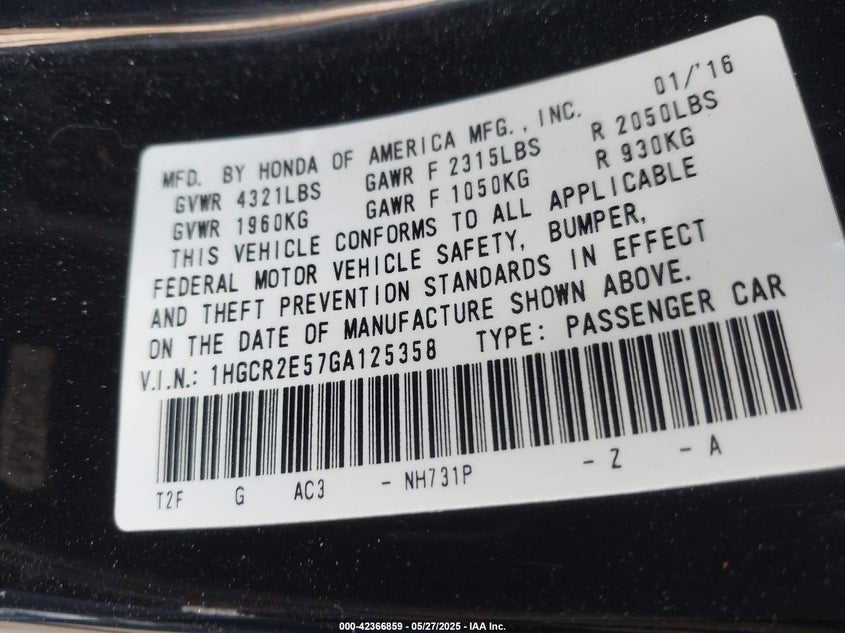 MFD. BY HONDA OF AMERICA MFG., INC. 01/'16
GVWR 4321LBS GAWR F 2315LBS R 2050LBS
GVWR 1960KG GAWR F 1050KG R 930KG
THIS VEHICLE CONFORMS TO ALL APPLICABLE
FEDERAL MOTOR VEHICLE SAFETY, BUMPER,
AND THEFT PREVENTION STANDARDS IN EFFECT
ON THE DATE OF MANUFACTURE SHOWN ABOVE.
V.I.N.: 1HGCR2E57GA125358 TYPE: PASSENGER CAR
T2F G AC3 - NH731P - Z - A
000-42366859 - 05/27/2025 - IAA Inc.